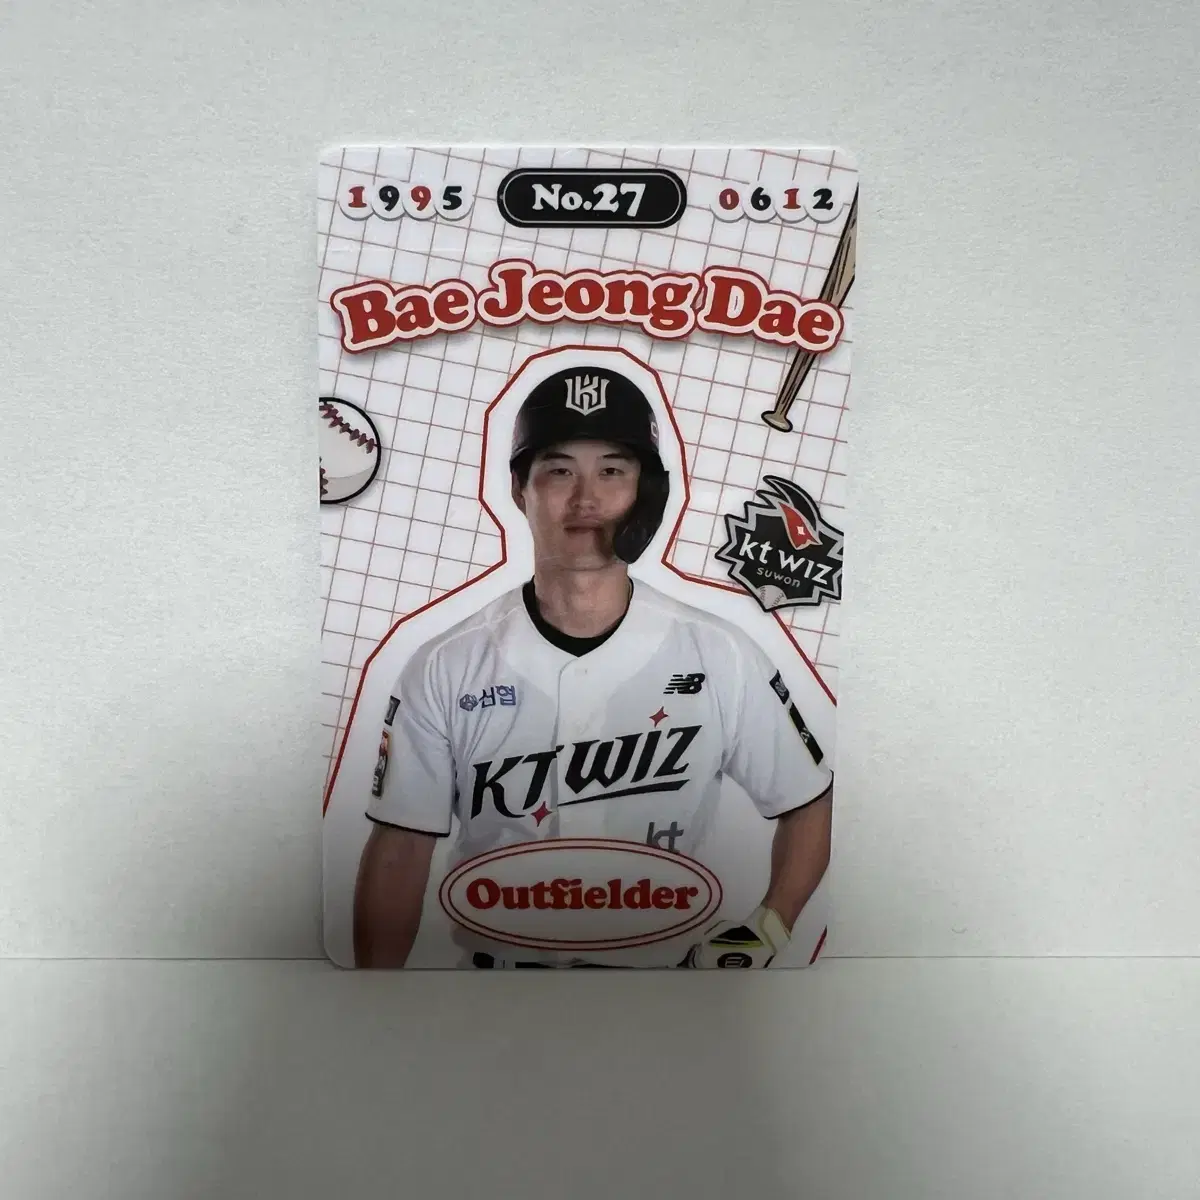 1995 No.27 0612
Bae Jeong Dae
kt wiz
suwon
신협
KT WIZ
kt
Outfielder